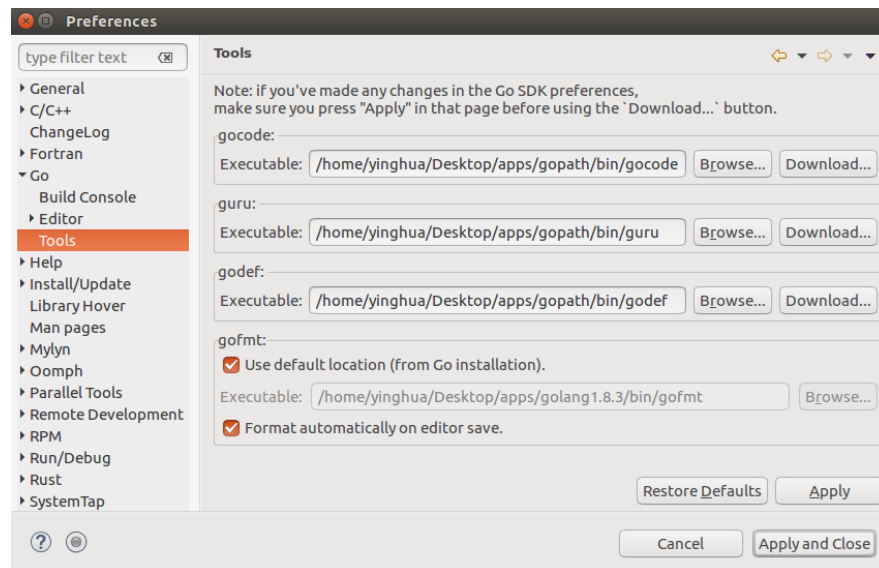 Preferences
type filter text
General
C/C++
ChangeLog
Fortran
Go
Build Console
Editor
Tools
Help
Install/Update
Library Hover
Man pages
Mylyn
Oomph
Parallel Tools
Remote Development
RPM
Run/Debug
Rust
SystemTap
Tools
Note: if you've made any changes in the Go SDK preferences,
make sure you press "Apply" in that page before using the `Download...` button.
gocode:
Executable: /home/yinghua/Desktop/apps/gopath/bin/gocode Browse... Download...
guru:
Executable: /home/yinghua/Desktop/apps/gopath/bin/guru Browse... Download...
godef:
Executable: /home/yinghua/Desktop/apps/gopath/bin/godef Browse... Download...
gofmt:
Use default location (from Go installation).
Executable: /home/yinghua/Desktop/apps/golang1.8.3/bin/gofmt Browse...
Format automatically on editor save.
Restore Defaults Apply
Cancel Apply and Close